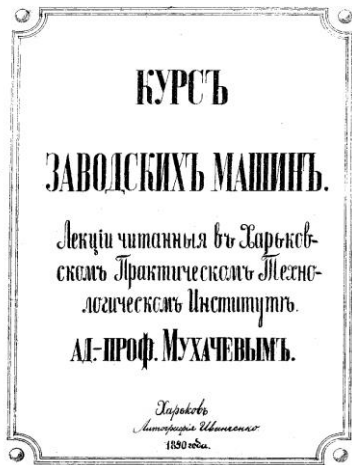 КУРСЪ
ЗАВОДСКИХЪ МАШИНЪ.
Лекціи читанныя въ Харьков-
скомъ Практическомъ Техно-
логическомъ Институтѣ.
АД.-ПРОФ. МУХАЧЕВЫМЪ.
Харьковъ
Литографія Иванченко
1890 года.